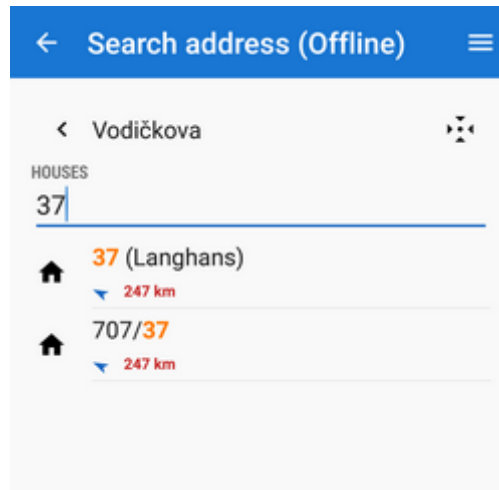 Search address (Offline)
Vodičkova
HOUSES
37
37 (Langhans)
247 km
707/37
247 km